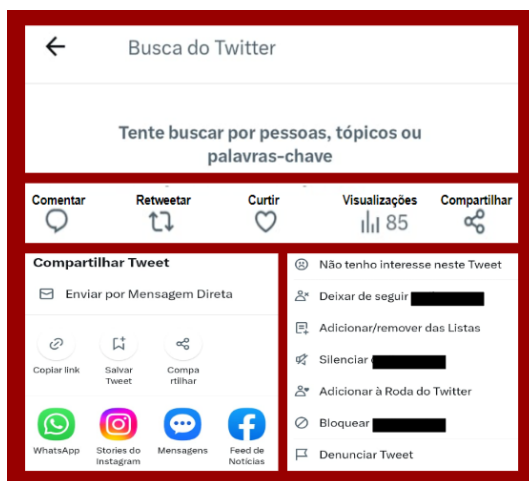 Busca do Twitter
Tente buscar por pessoas, tópicos ou
palavras-chave
Comentar Retweetar Curtir Visualizações Compartilhar
85
Compartilhar Tweet
Enviar por Mensagem Direta
Copiar link Salvar Compa
Tweet rtilhar
WhatsApp Stories do Mensagens Feed de
Instagram Notícias
Não tenho interesse neste Tweet
Deixar de seguir
Adicionar/remover das Listas
Silenciar
Adicionar à Roda do Twitter
Bloquear
Denunciar Tweet